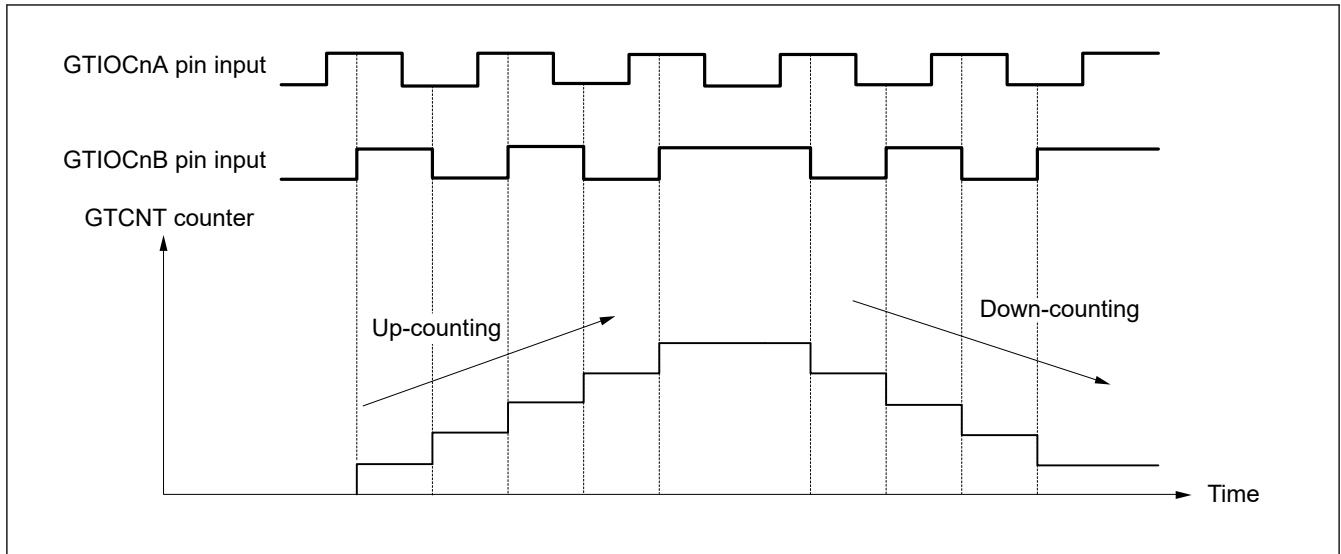 GTIOCnA pin input
GTIOCnB pin input
GTCNT counter
Up-counting
Down-counting
Time